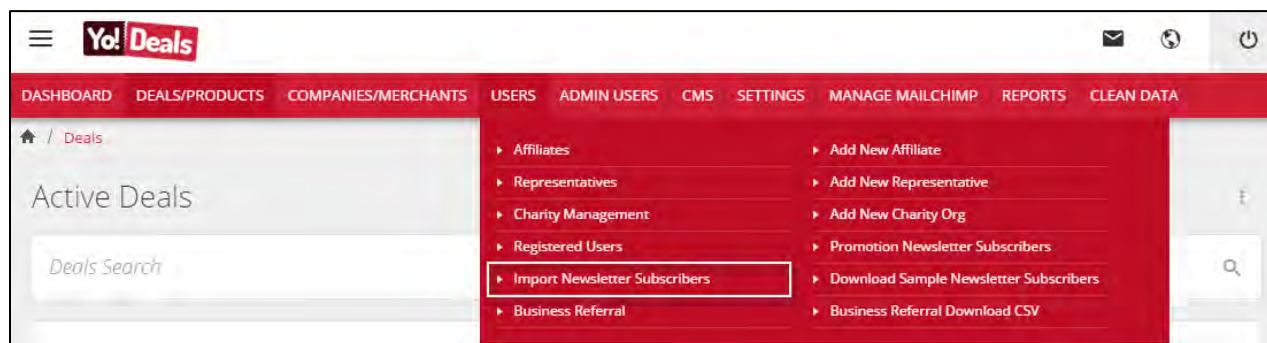 Yo! Deals
DASHBOARD DEALS/PRODUCTS COMPANIES/MERCHANTS USERS ADMIN USERS CMS SETTINGS MANAGE MAILCHIMP REPORTS CLEAN DATA
/ Deals
Active Deals
Deals Search
Affiliates
Representatives
Charity Management
Registered Users
Import Newsletter Subscribers
Business Referral
Add New Affiliate
Add New Representative
Add New Charity Org
Promotion Newsletter Subscribers
Download Sample Newsletter Subscribers
Business Referral Download CSV